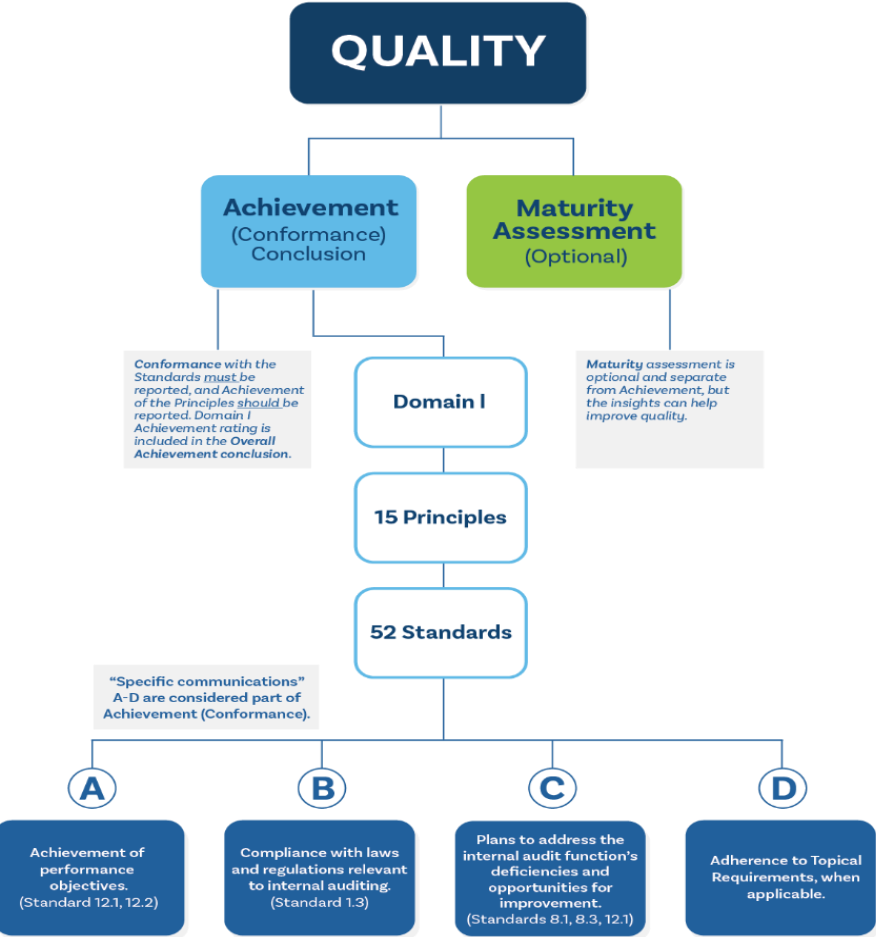 QUALITY
Achievement
(Conformance)
Conclusion
Maturity
Assessment
(Optional)
Conformance with the
Standards must be
reported, and Achievement
of the Principles should be
reported. Domain I
Achievement rating is
included in the Overall
Achievement conclusion.
Maturity assessment is
optional and separate
from Achievement, but
the insights can help
improve quality.
Domain I
15 Principles
52 Standards
“Specific communications”
A-D are considered part of
Achievement (Conformance).
A
B
C
D
Achievement of
performance
objectives.
(Standard 12.1, 12.2)
Compliance with laws
and regulations relevant
to internal auditing.
(Standard 1.3)
Plans to address the
internal audit function’s
deficiencies and
opportunities for
improvement.
(Standards 8.1, 8.3, 12.1)
Adherence to Topical
Requirements, when
applicable.